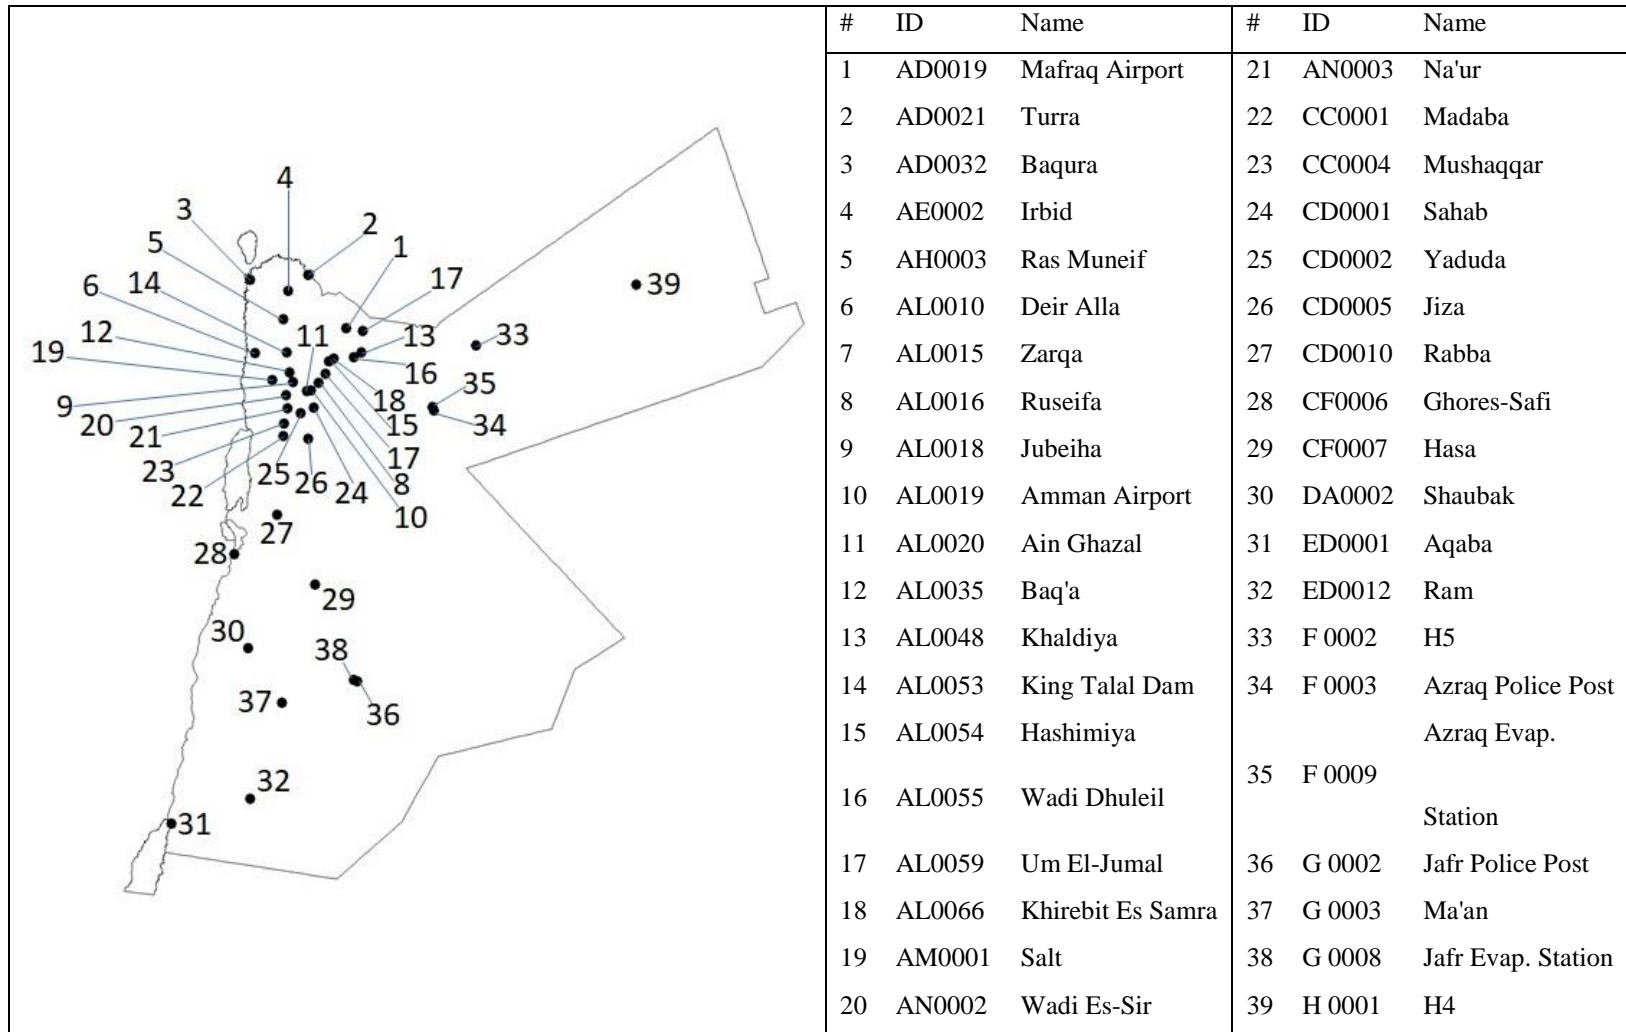 4
3
2
5
1
14
17
6
39
12
11
13
33
19
16
35
18
9
34
20
15
21
17
23
25
26
24
8
22
10
27
28
29
30
38
37
36
32
31
# ID Name # ID Name
1 AD0019 Mafraq Airport 21 AN0003 Na'ur
2 AD0021 Turra 22 CC0001 Madaba
3 AD0032 Baqura 23 CC0004 Mushaqqar
4 AE0002 Irbid 24 CD0001 Sahab
5 AH0003 Ras Muneif 25 CD0002 Yaduda
6 AL0010 Deir Alla 26 CD0005 Jiza
7 AL0015 Zarqa 27 CD0010 Rabba
8 AL0016 Ruseifa 28 CF0006 Ghores-Safi
9 AL0018 Jubeiha 29 CF0007 Hasa
10 AL0019 Amman Airport 30 DA0002 Shaubak
11 AL0020 Ain Ghazal 31 ED0001 Aqaba
12 AL0035 Baq'a 32 ED0012 Ram
13 AL0048 Khaldiya 33 F 0002 H5
14 AL0053 King Talal Dam 34 F 0003 Azraq Police Post
15 AL0054 Hashimiya Azraq Evap.
35 F 0009
16 AL0055 Wadi Dhuleil
Station
17 AL0059 Um El-Jumal 36 G 0002 Jafr Police Post
18 AL0066 Khirebit Es Samra 37 G 0003 Ma'an
19 AM0001 Salt 38 G 0008 Jafr Evap. Station
20 AN0002 Wadi Es-Sir 39 H 0001 H4